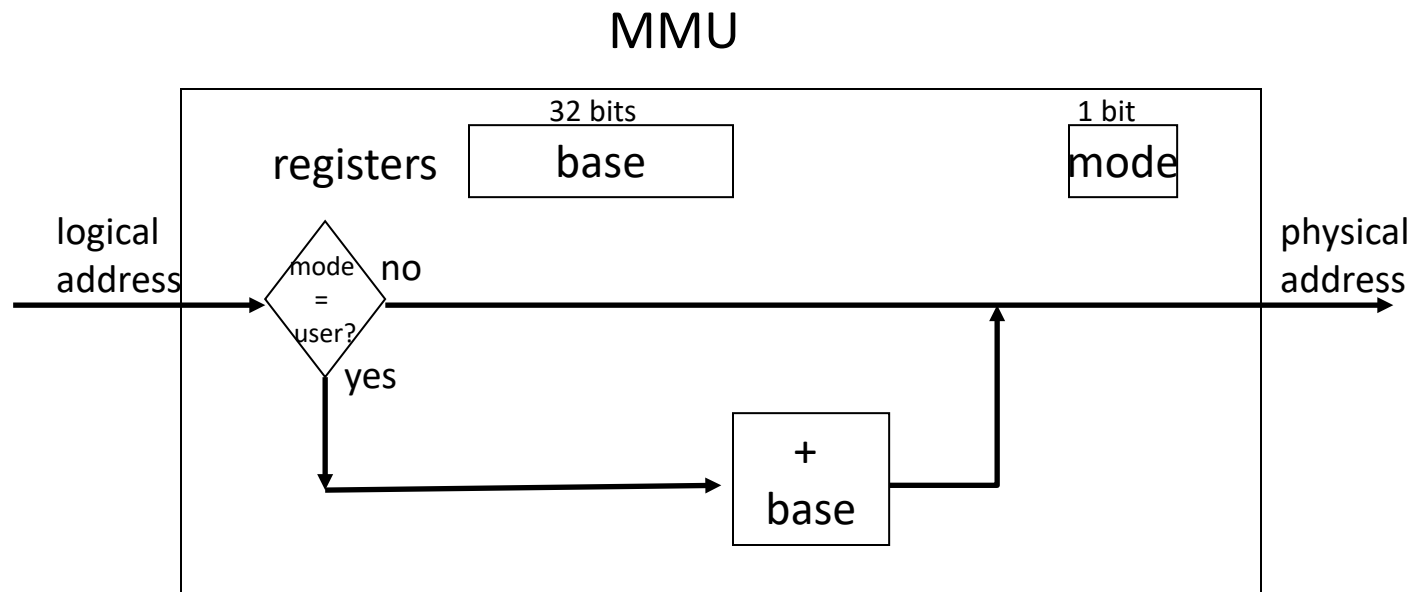 MMU
32 bits
1 bit
registers
base
mode
logical
address
physical
address
mode
=
user?
no
yes
+
base